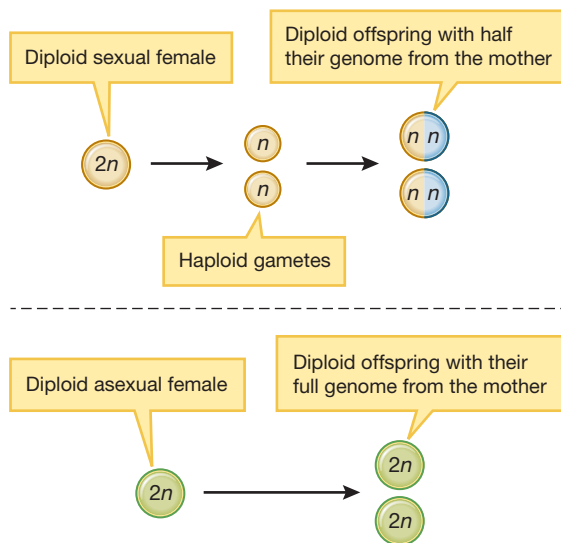 Diploid sexual female
Diploid offspring with half
their genome from the mother
2n
n
n
n n
n n
Haploid gametes
Diploid asexual female
Diploid offspring with their
full genome from the mother
2n
2n
2n